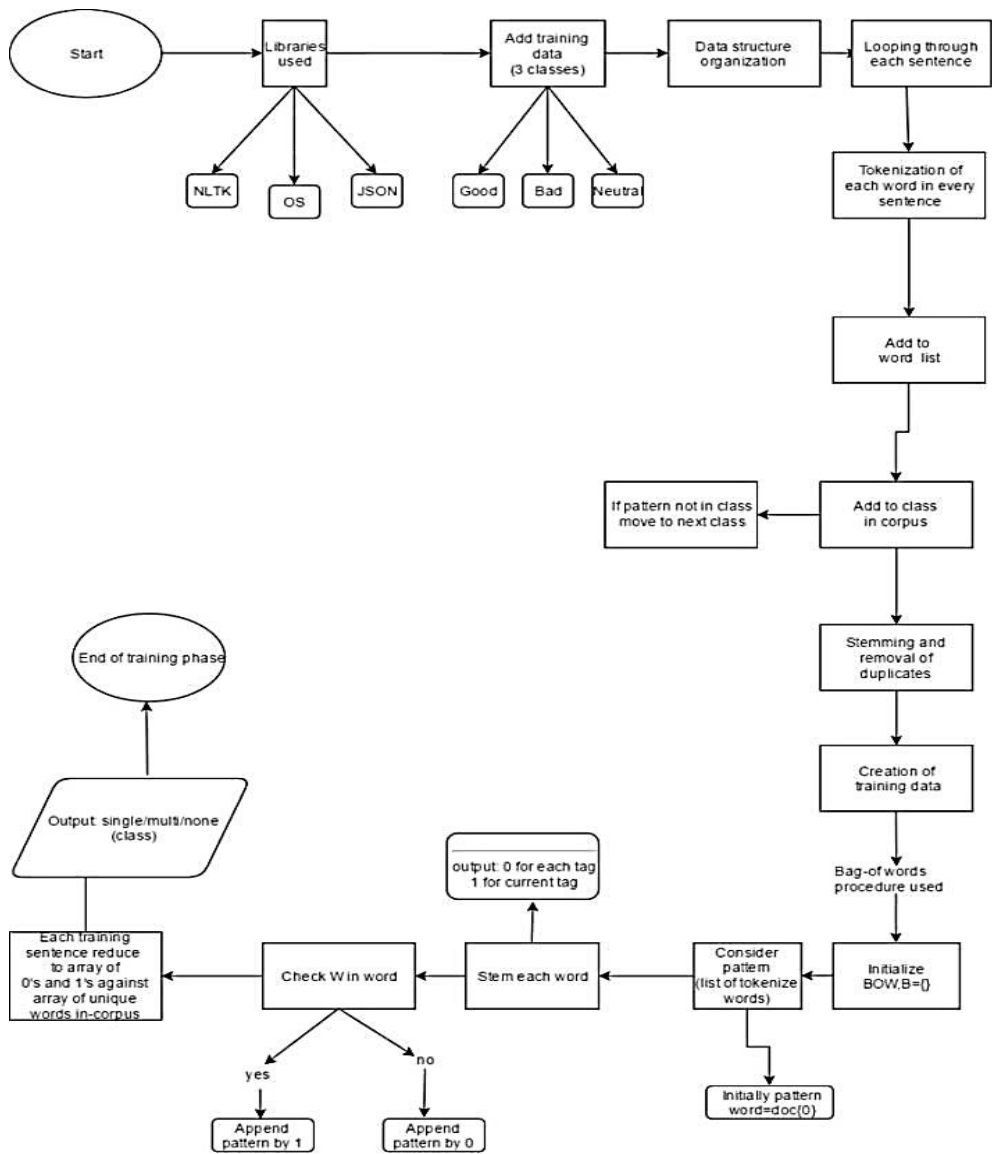 Start
Libraries
used
Add training
data
(3 classes)
Data structure
organization
Looping through
each sentence
NLTK
OS
JSON
Good
Bad
Neutral
Tokenization of
each word in every
sentence
Add to
word list
If pattern not in class
move to next class
Add to class
in corpus
Stemming and
removal of
duplicates
End of training phase
Creation of
training data
Output: single/multi/none
(class)
output: 0 for each tag
1 for current tag
Bag-of words
procedure used
Each training
sentence reduce
to array of
0's and 1's against
array of unique
words in-corpus
Check W in word
Stem each word
Consider
pattern
(list of tokenize
words)
Initialize
BOW,B={}
yes
no
Append
pattern by 1
Append
pattern by 0
Initially pattern
word=doc{0}